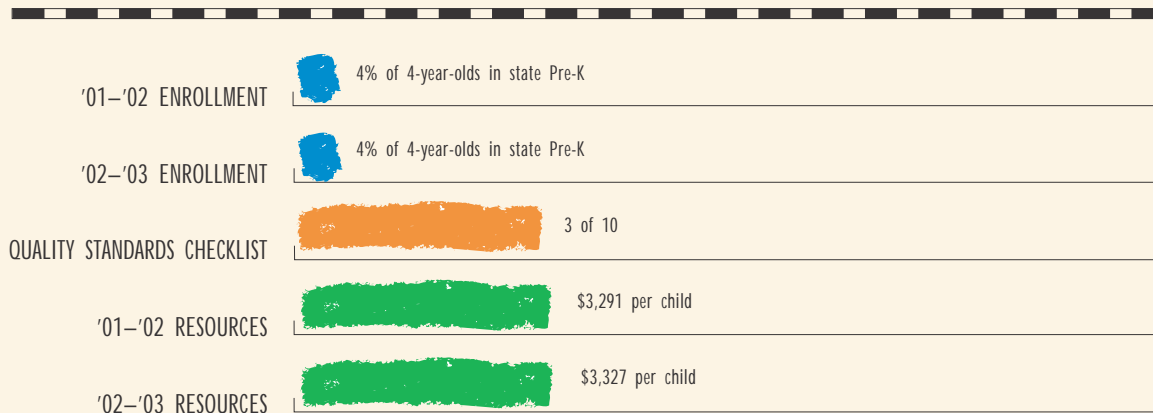 '01–'02 ENROLLMENT
4% of 4-year-olds in state Pre-K
'02–'03 ENROLLMENT
4% of 4-year-olds in state Pre-K
QUALITY STANDARDS CHECKLIST
3 of 10
'01–'02 RESOURCES
$3,291 per child
'02–'03 RESOURCES
$3,327 per child